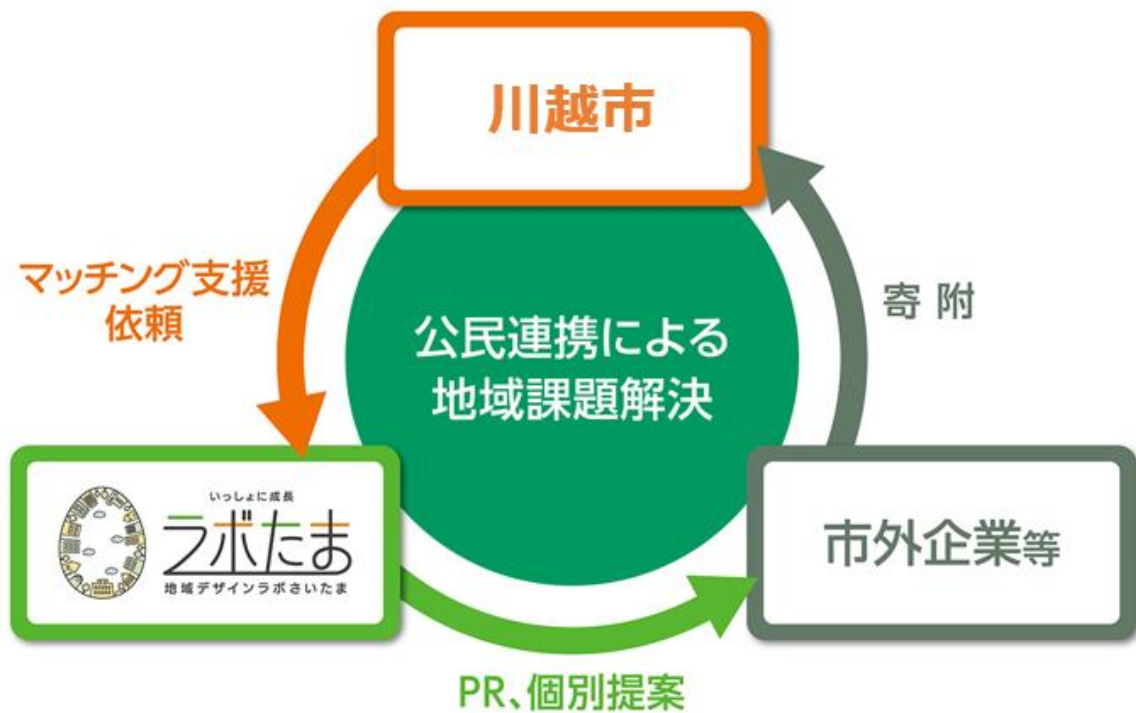 川越市
マッチング支援
依頼
寄附
公民連携による
地域課題解決
いっしょに成長
ラボたま
地域デザインラボさいたま
市外企業等
PR、個別提案